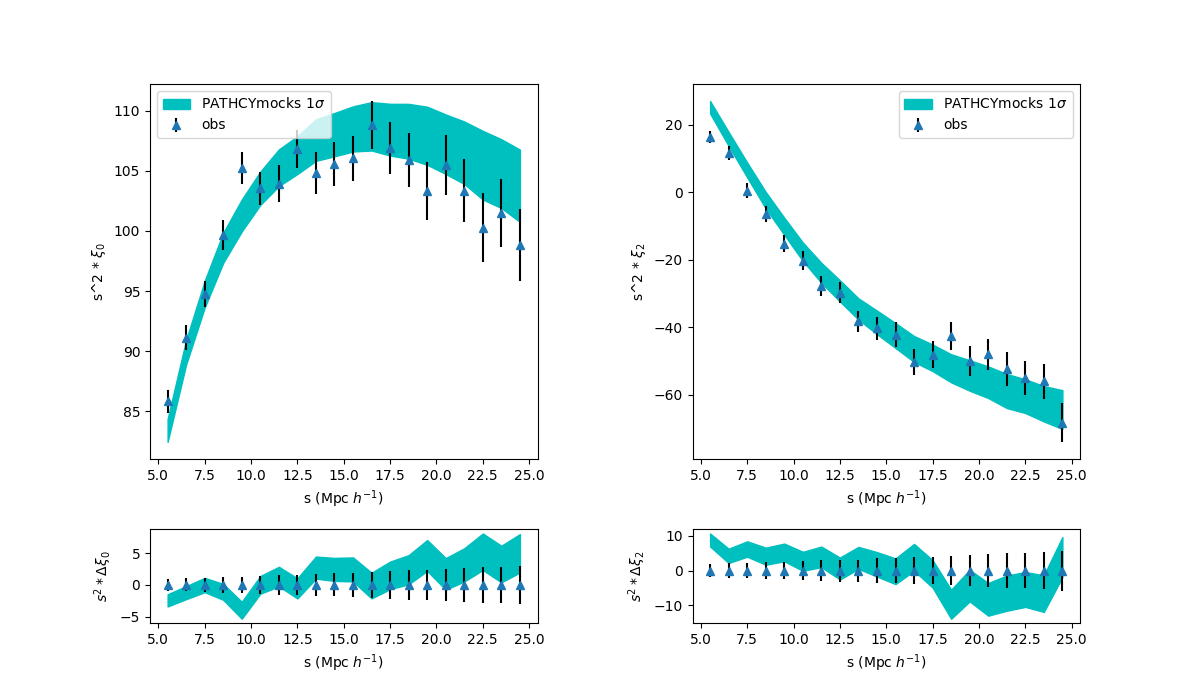 PATHCYmocks 1σ
obs
110
105
100
95
90
85
s^2 * ξ0
5.0 7.5 10.0 12.5 15.0 17.5 20.0 22.5 25.0
s (Mpc h−1)
PATHCYmocks 1σ
obs
20
0
−20
−40
−60
s^2 * ξ2
5.0 7.5 10.0 12.5 15.0 17.5 20.0 22.5 25.0
s (Mpc h−1)
5
0
−5
s2 * Δξ0
5.0 7.5 10.0 12.5 15.0 17.5 20.0 22.5 25.0
s (Mpc h−1)
10
0
−10
s2 * Δξ2
5.0 7.5 10.0 12.5 15.0 17.5 20.0 22.5 25.0
s (Mpc h−1)